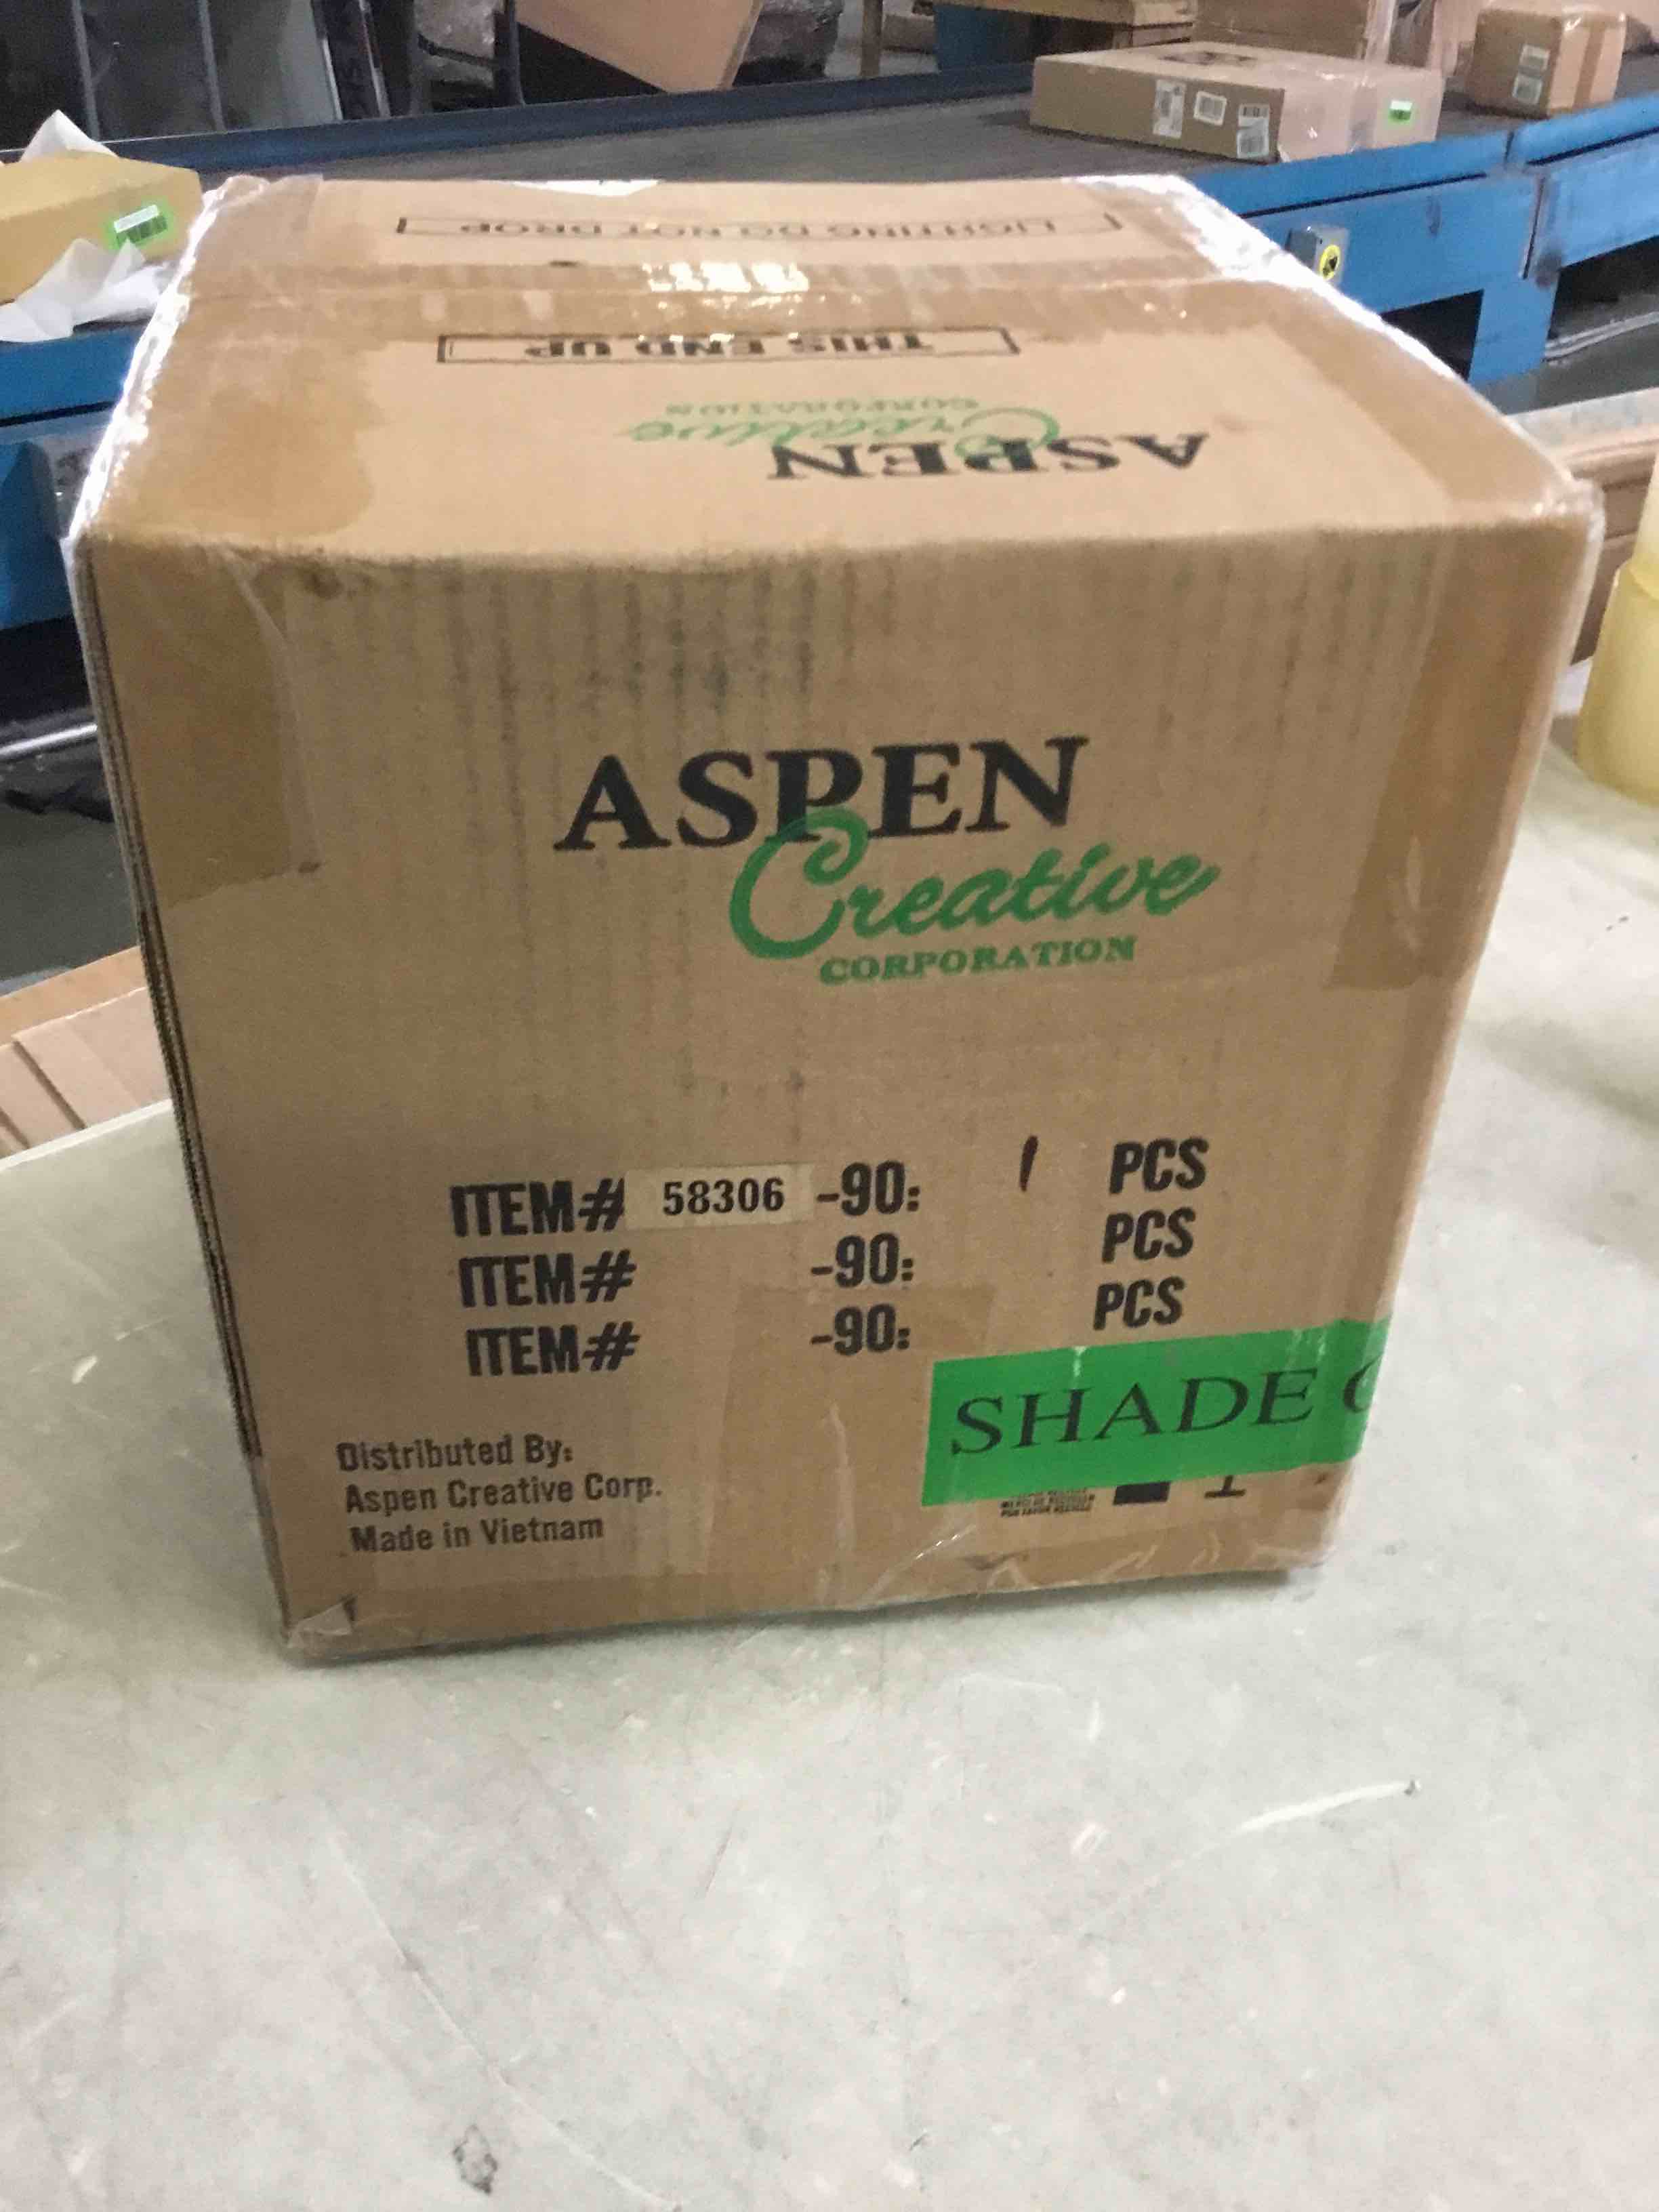 LIGHTING DO NOT DROP
THIS END UP
ASPEN
Creative
CORPORATION
ASPEN
Creative
CORPORATION
ITEM# 58306 -90: 1 PCS
ITEM# -90: PCS
ITEM# -90: PCS
SHADE
Distributed By:
Aspen Creative Corp.
Made in Vietnam